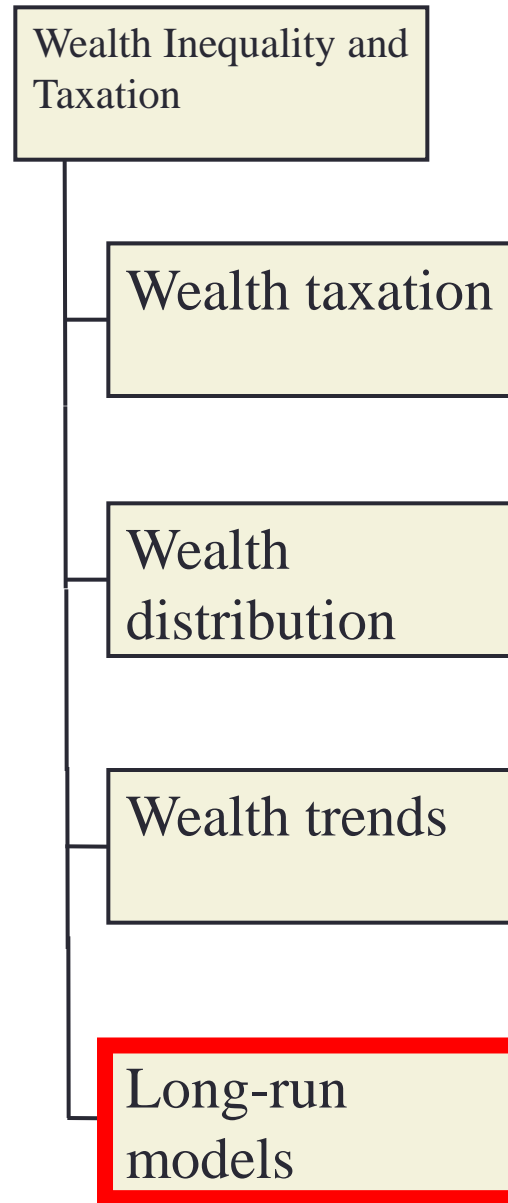 Wealth Inequality and
Taxation
Wealth taxation
Wealth
distribution
Wealth trends
Long-run
models